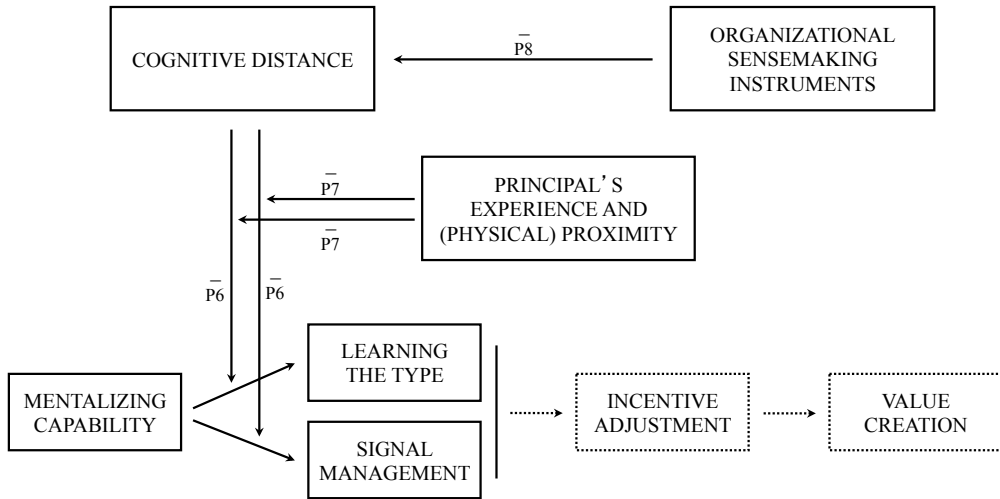 COGNITIVE DISTANCE
–
P8
ORGANIZATIONAL
SENSEMAKING
INSTRUMENTS
–
P7
–
P7
PRINCIPAL’S
EXPERIENCE AND
(PHYSICAL) PROXIMITY
–
P6
–
P6
MENTALIZING
CAPABILITY
LEARNING
THE TYPE
SIGNAL
MANAGEMENT
INCENTIVE
ADJUSTMENT
VALUE
CREATION